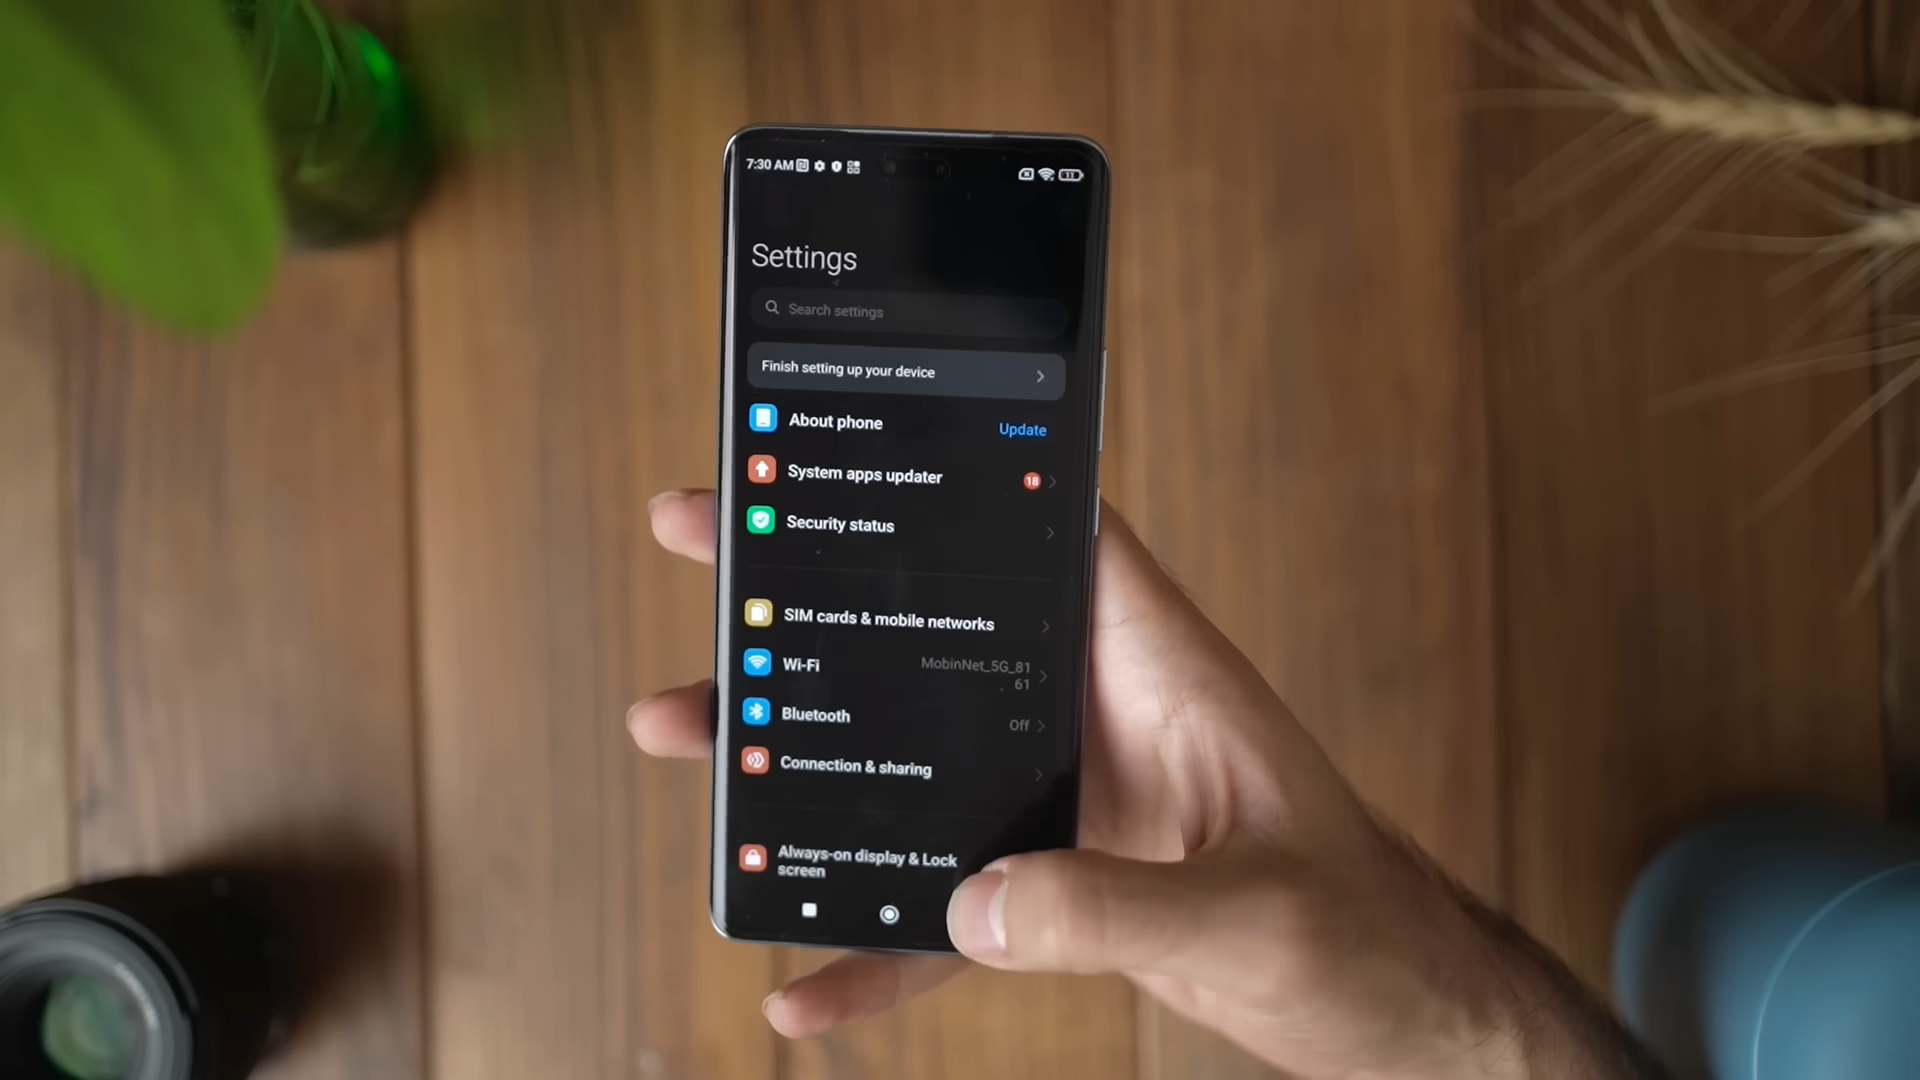 7:30 AM
11
Settings
Search settings
Finish setting up your device
About phone
Update
System apps updater
18
Security status
SIM cards & mobile networks
Wi-Fi
MobinNet_5G_81
61
Bluetooth
Off
Connection & sharing
Always-on display & Lock
screen